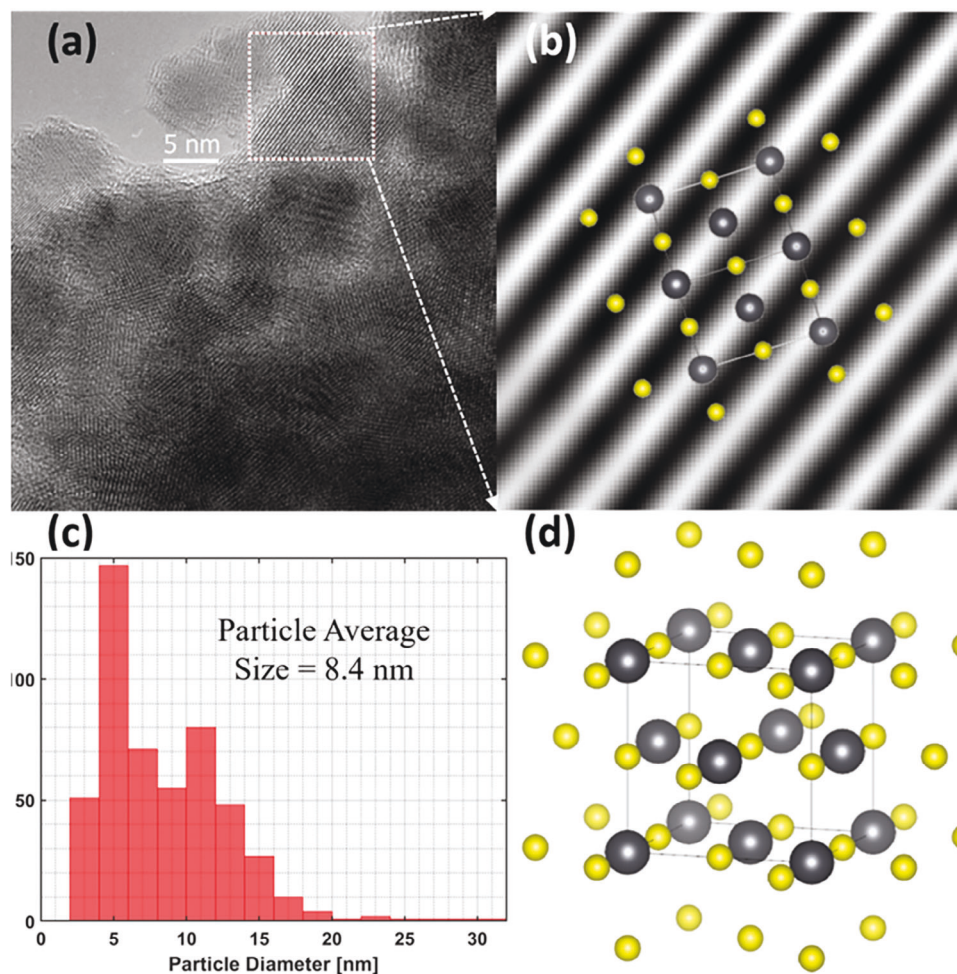 (a)
5 nm
(b)
(c)
150
100
50
0
Particle Average
Size = 8.4 nm
0 5 10 15 20 25 30
Particle Diameter [nm]
(d)